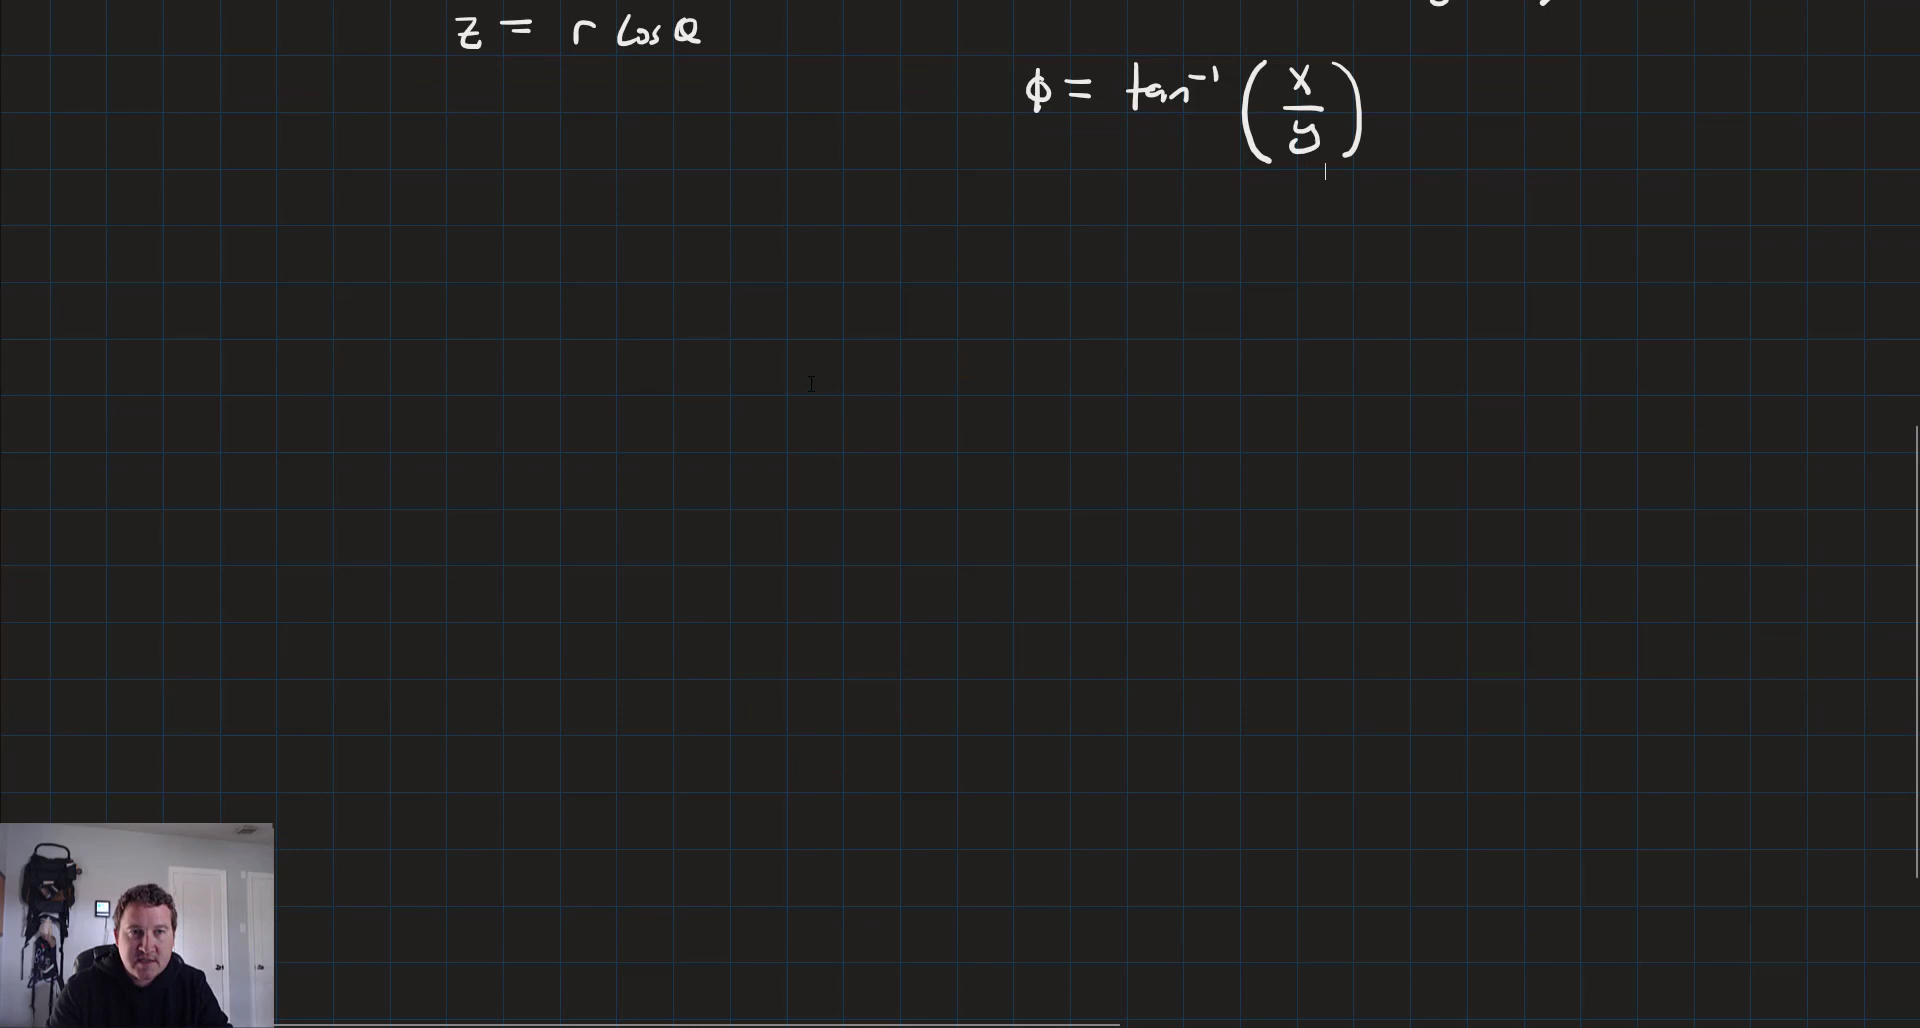 z = r cos θ
ϕ = tan⁻¹ (x/y)